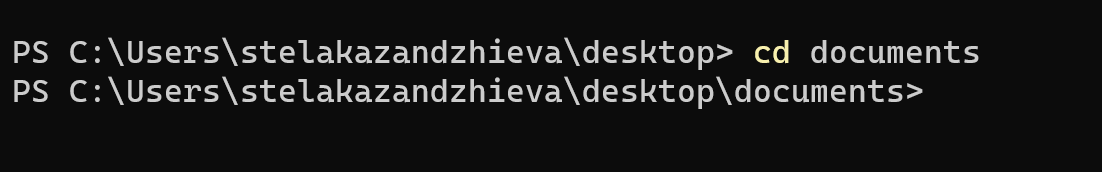 PS C:\Users\stelakazandzhieva\desktop> cd documents
PS C:\Users\stelakazandzhieva\desktop\documents>